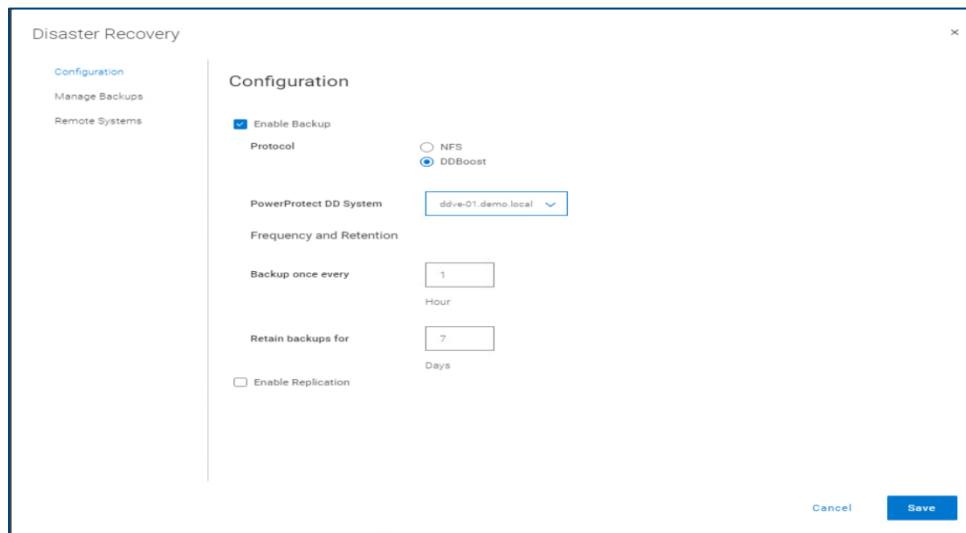 Disaster Recovery
×
Configuration
Manage Backups
Remote Systems
Configuration
Enable Backup
Protocol
NFS
DDBoost
PowerProtect DD System
ddve-01.demo.local
Frequency and Retention
Backup once every
1
Hour
Retain backups for
7
Days
Enable Replication
Cancel
Save